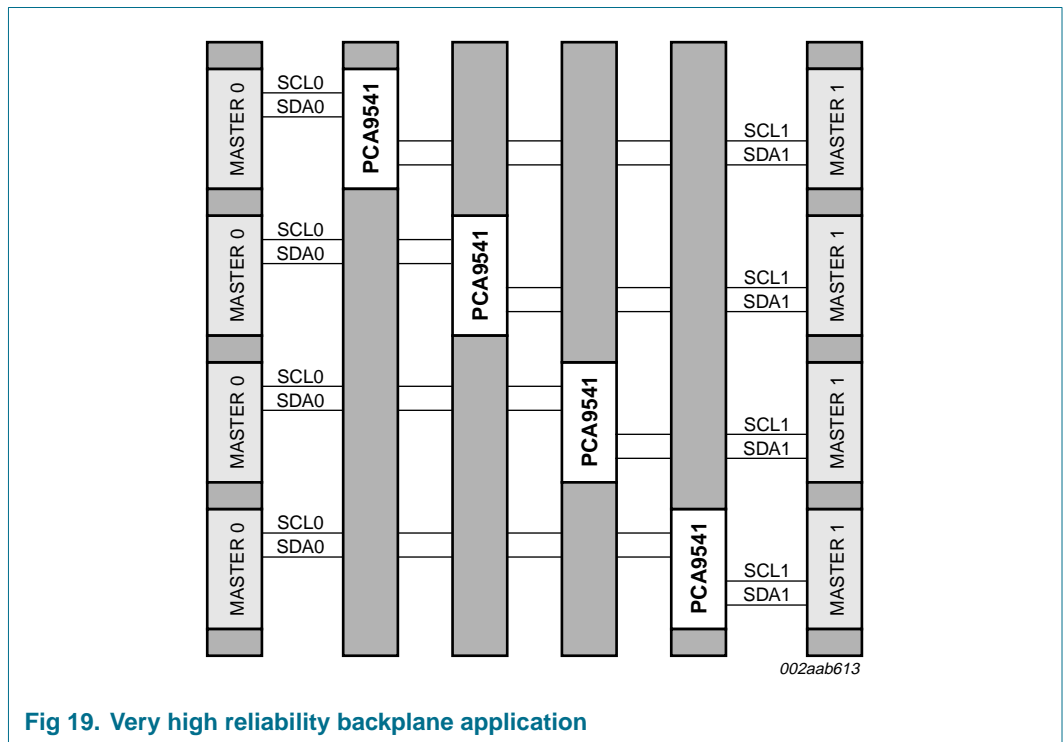 MASTER 0
SCL0
SDA0
PCA9541
SCL1
SDA1
MASTER 1
MASTER 0
SCL0
SDA0
PCA9541
SCL1
SDA1
MASTER 1
MASTER 0
SCL0
SDA0
PCA9541
SCL1
SDA1
MASTER 1
MASTER 0
SCL0
SDA0
PCA9541
SCL1
SDA1
MASTER 1
002aab613
Fig 19. Very high reliability backplane application